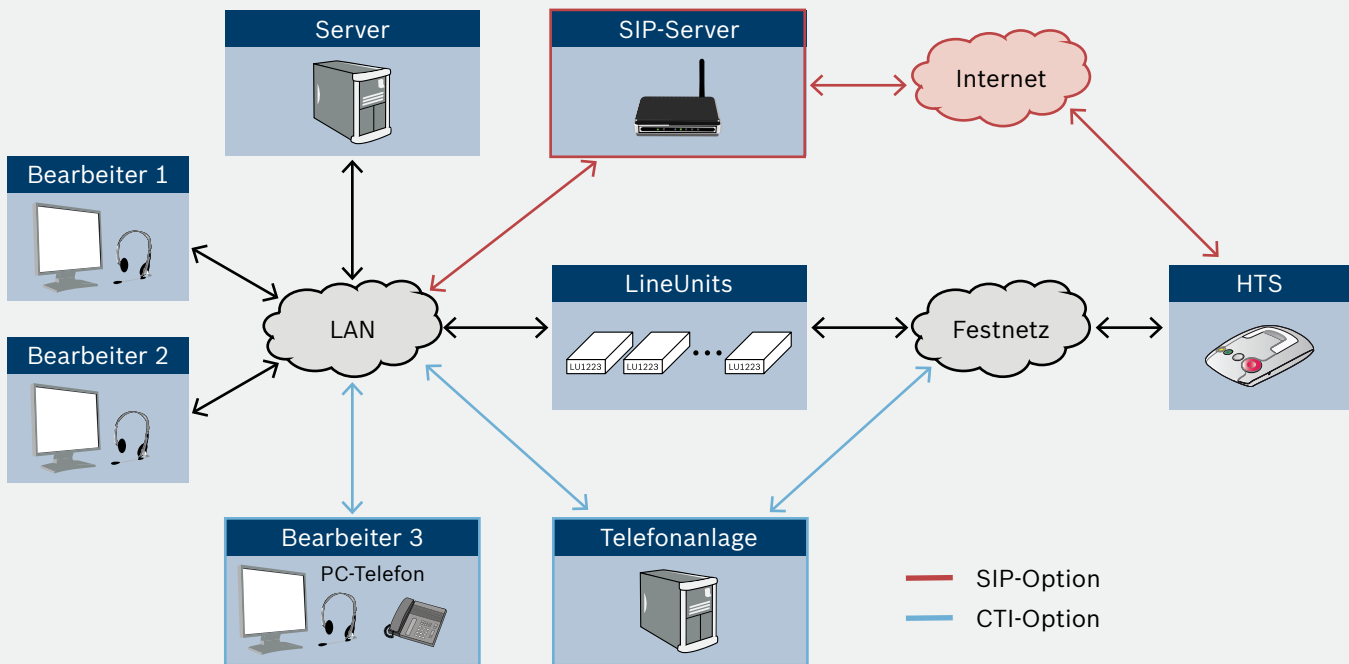 Server
SIP-Server
Internet
Bearbeiter 1
LineUnits
HTS
LAN
Festnetz
Bearbeiter 2
LU1223
LU1223
LU1223
Bearbeiter 3
PC-Telefon
Telefonanlage
SIP-Option
CTI-Option